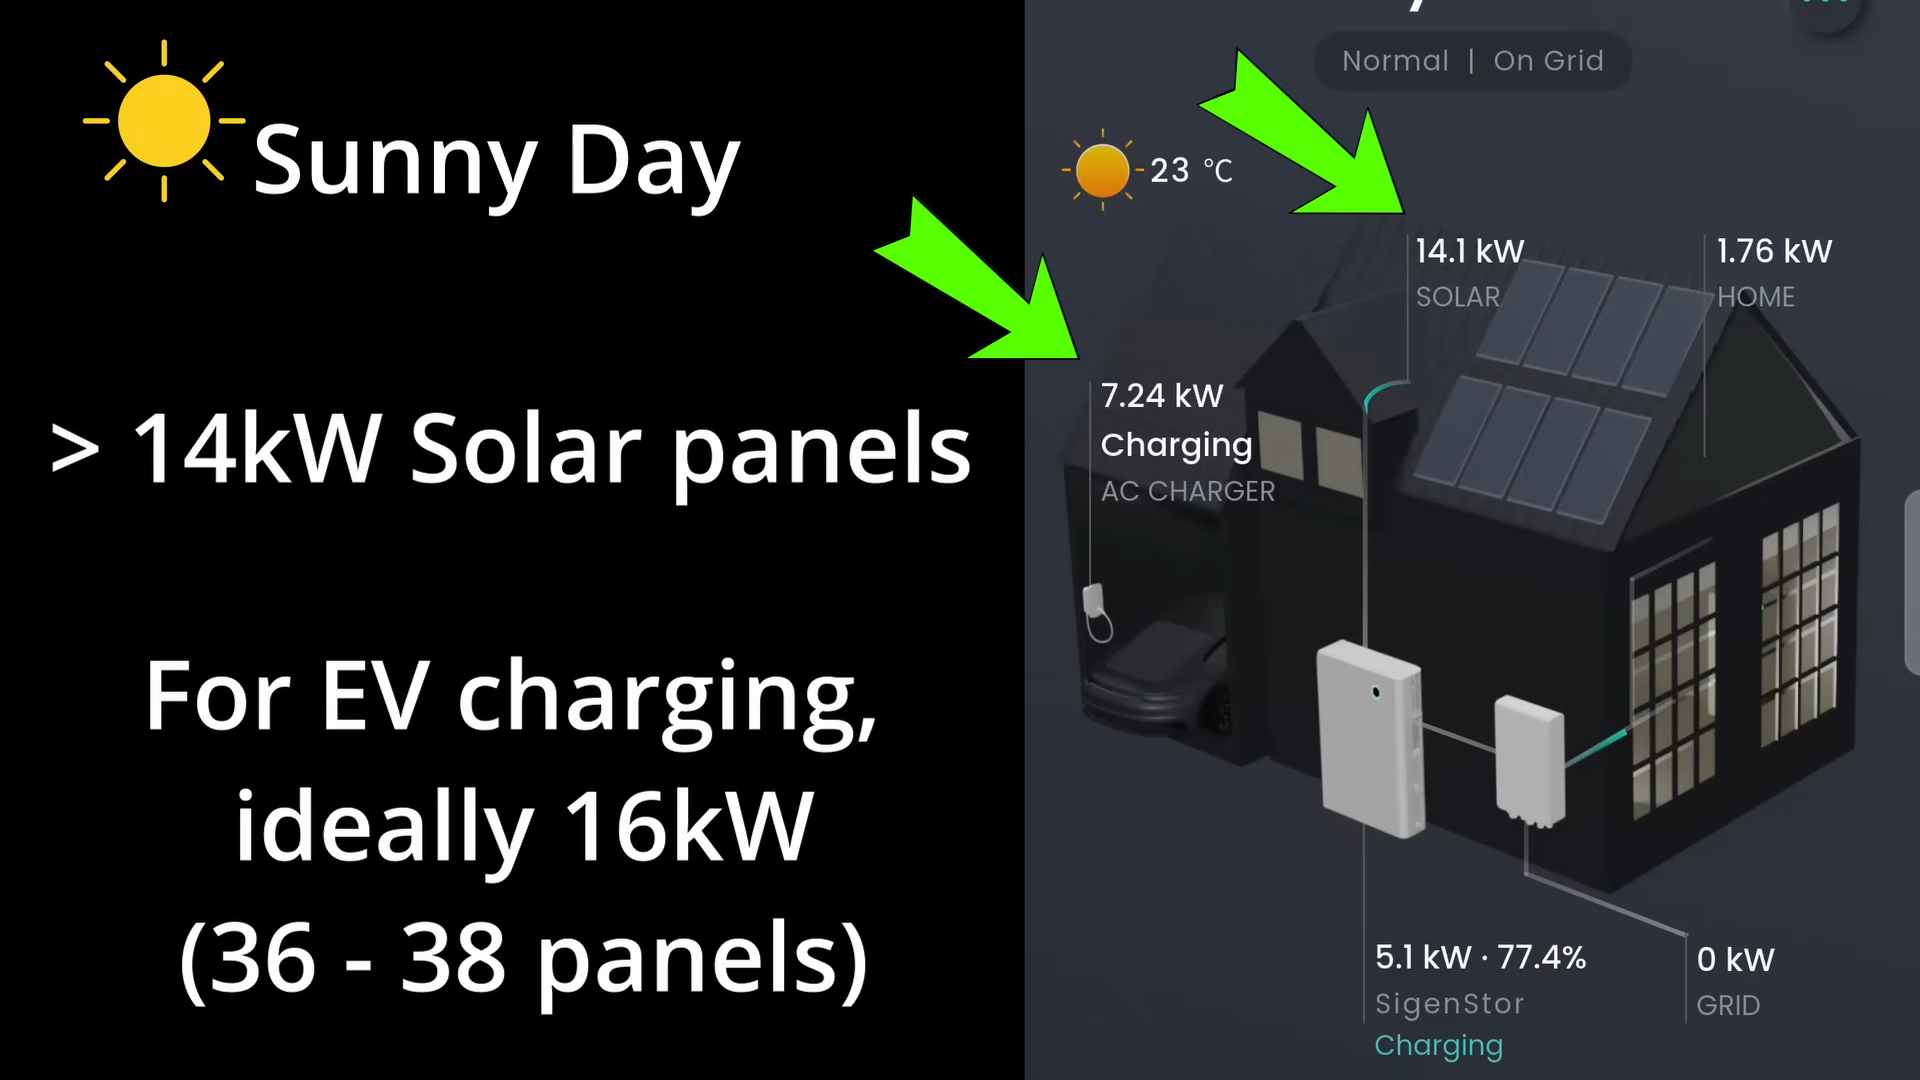 Sunny Day
> 14kW Solar panels
For EV charging,
ideally 16kW
(36 - 38 panels)
Normal | On Grid
23 °C
14.1 kW
SOLAR
1.76 kW
HOME
7.24 kW
Charging
AC CHARGER
5.1 kW · 77.4%
SigenStor
Charging
0 kW
GRID